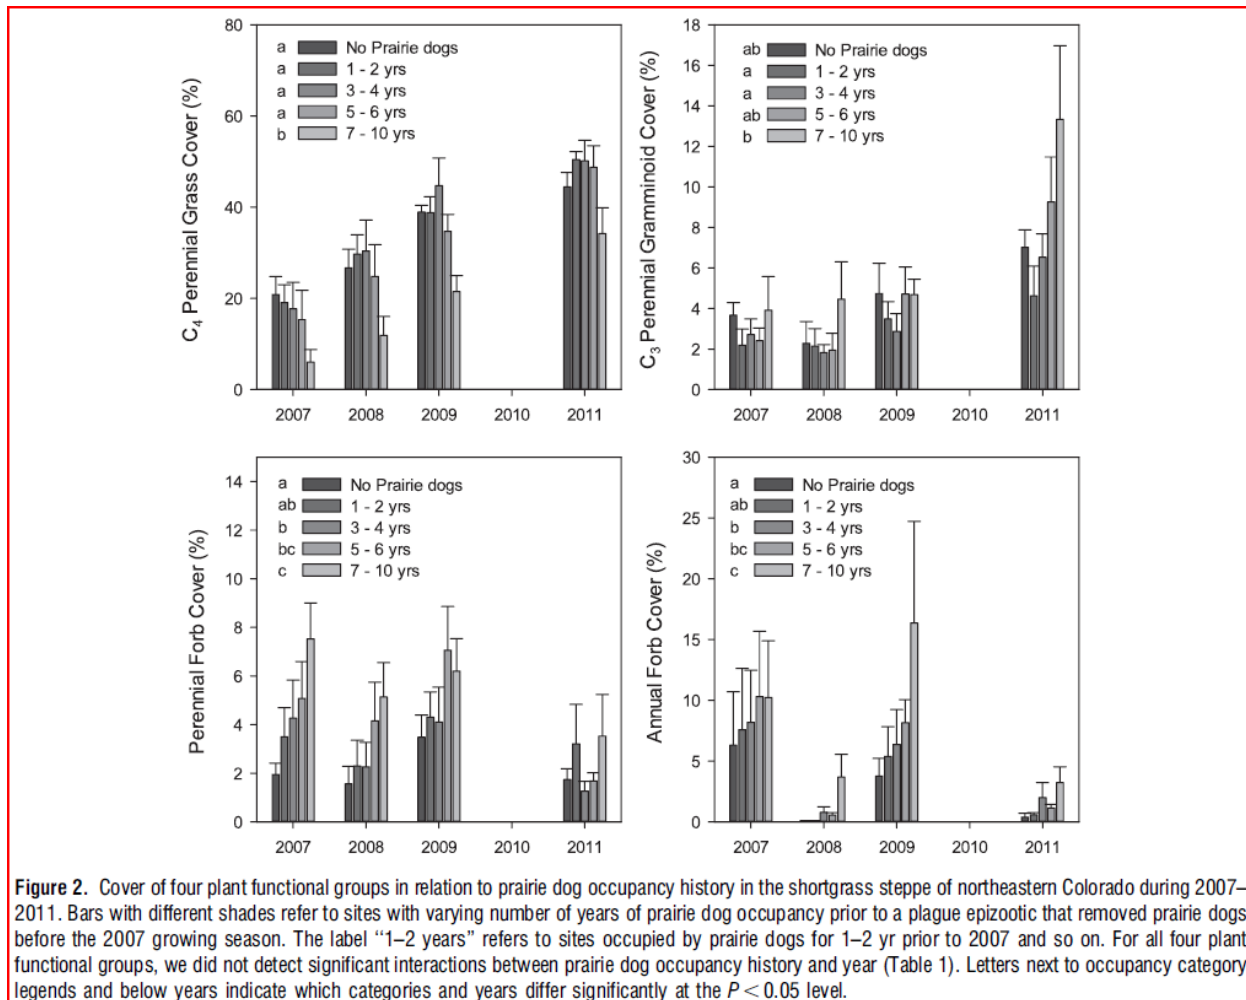 80
60
40
20
0
C4 Perennial Grass Cover (%)
a No Prairie dogs
a 1 - 2 yrs
a 3 - 4 yrs
a 5 - 6 yrs
b 7 - 10 yrs
2007 2008 2009 2010 2011
18
16
14
12
10
8
6
4
2
0
C3 Perennial Gramminoid Cover (%)
ab No Prairie dogs
a 1 - 2 yrs
a 3 - 4 yrs
ab 5 - 6 yrs
b 7 - 10 yrs
2007 2008 2009 2010 2011
14
12
10
8
6
4
2
0
Perennial Forb Cover (%)
a No Prairie dogs
ab 1 - 2 yrs
b 3 - 4 yrs
bc 5 - 6 yrs
c 7 - 10 yrs
2007 2008 2009 2010 2011
30
25
20
15
10
5
0
Annual Forb Cover (%)
a No Prairie dogs
ab 1 - 2 yrs
b 3 - 4 yrs
bc 5 - 6 yrs
c 7 - 10 yrs
2007 2008 2009 2010 2011
Figure 2. Cover of four plant functional groups in relation to prairie dog occupancy history in the shortgrass steppe of northeastern Colorado during 2007–
2011. Bars with different shades refer to sites with varying number of years of prairie dog occupancy prior to a plague epizootic that removed prairie dogs
before the 2007 growing season. The label ‘‘1–2 years’’ refers to sites occupied by prairie dogs for 1–2 yr prior to 2007 and so on. For all four plant
functional groups, we did not detect significant interactions between prairie dog occupancy history and year (Table 1). Letters next to occupancy category
legends and below years indicate which categories and years differ significantly at the P < 0.05 level.